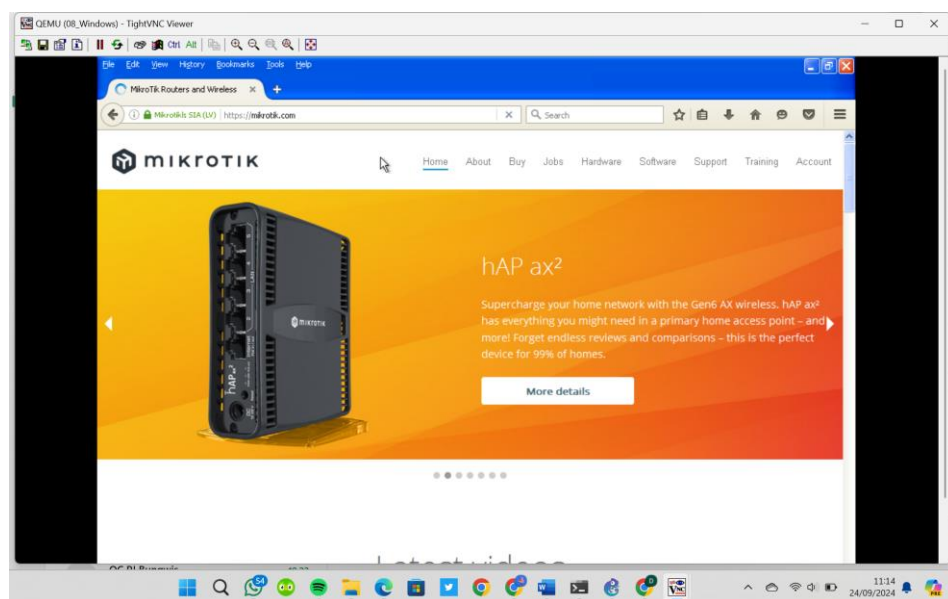 QEMU (08_Windows) - TightVNC Viewer
Ctrl Alt
File Edit View History Bookmarks Tools Help
MikroTik Routers and Wireless
Mikrotikls SIA (LV) https://mikrotik.com Search
mikrotik Home About Buy Jobs Hardware Software Support Training Account
hAP ax²
Supercharge your home network with the Gen6 AX wireless. hAP ax²
has everything you might need in a primary home access point – and
more! Forget endless reviews and comparisons – this is the perfect
device for 99% of homes.
More details
LAN
mikrotik
hAP ax²
Latest videos
54
11:14
24/09/2024